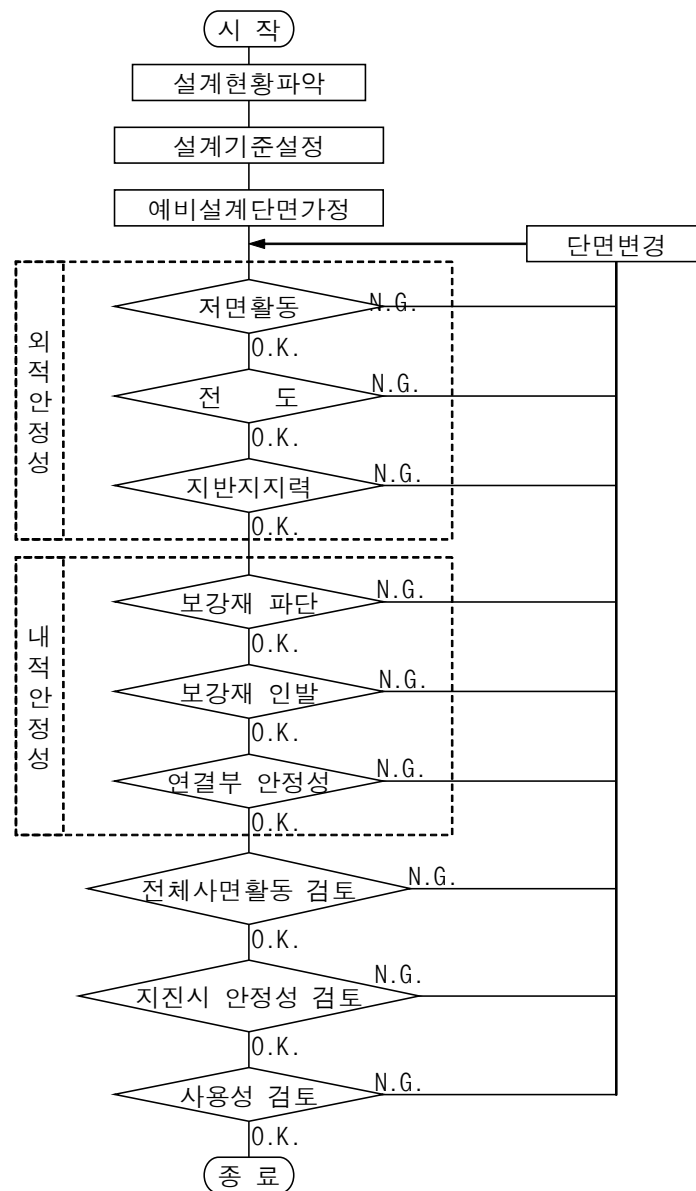 시 작
설계현황파악
설계기준설정
예비설계단면가정
단면변경
외적안정성
저면활동
N.G.
O.K.
전 도
N.G.
O.K.
지반지지력
N.G.
O.K.
내적안정성
보강재 파단
N.G.
O.K.
보강재 인발
N.G.
O.K.
연결부 안정성
N.G.
O.K.
전체사면활동 검토
N.G.
O.K.
지진시 안정성 검토
N.G.
O.K.
사용성 검토
N.G.
O.K.
종 료